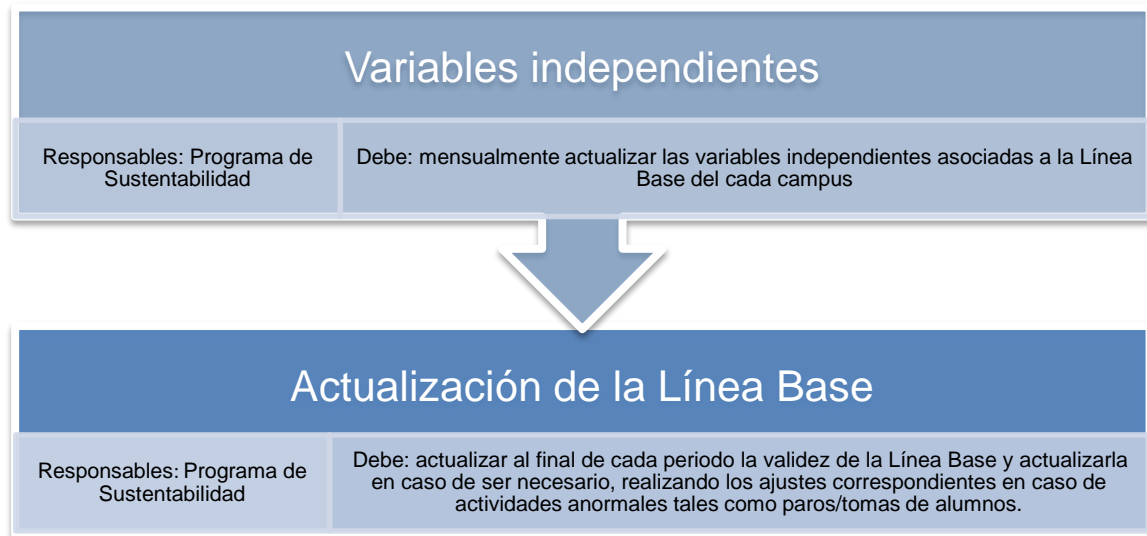 Variables independientes
Responsables: Programa de
Sustentabilidad
Debe: mensualmente actualizar las variables independientes asociadas a la Línea
Base del cada campus
Actualización de la Línea Base
Responsables: Programa de
Sustentabilidad
Debe: actualizar al final de cada periodo la validez de la Línea Base y actualizarla
en caso de ser necesario, realizando los ajustes correspondientes en caso de
actividades anormales tales como paros/tomas de alumnos.